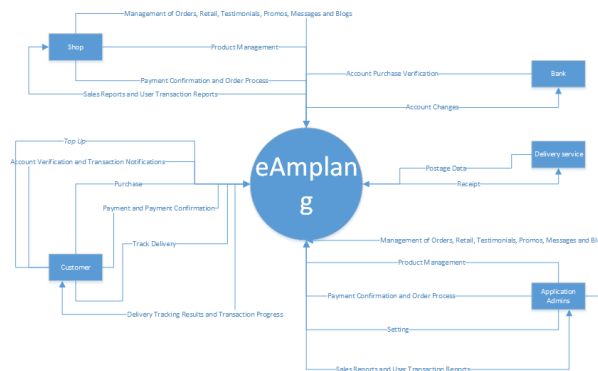 Management of Orders, Retail, Testimonials, Promos, Messages and Blogs
Shop
Product Management
Payment Confirmation and Order Process
Sales Reports and User Transaction Reports
Account Purchase Verification
Bank
Account Changes
Top Up
Account Verification and Transaction Notifications
Purchase
Payment and Payment Confirmation
Track Delivery
Customer
Delivery Tracking Results and Transaction Progress
eAmplan
g
Delivery service
Postage Data
Receipt
Management of Orders, Retail, Testimonials, Promos, Messages and Blo
Product Management
Payment Confirmation and Order Process
Application
Admins
Setting
Sales Reports and User Transaction Reports